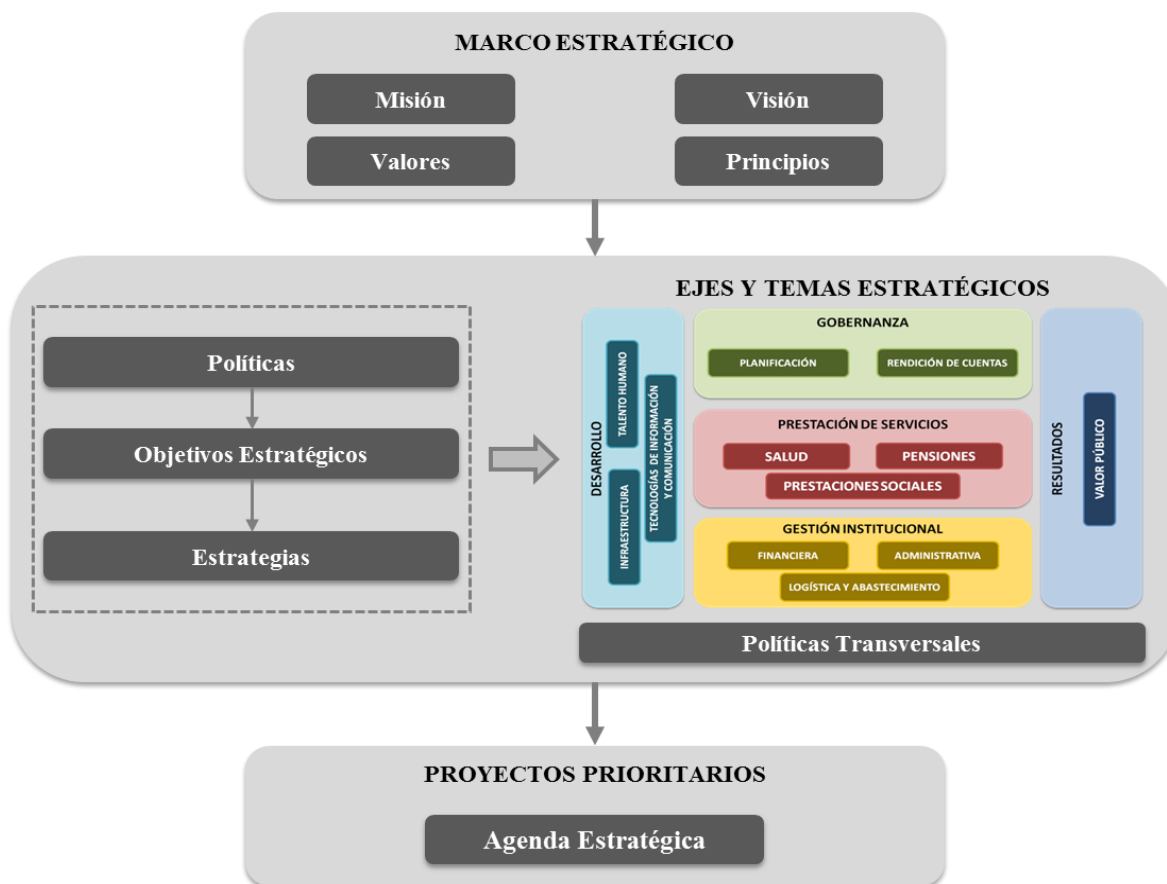 MARCO ESTRATÉGICO
Misión
Visión
Valores
Principios
Políticas
Objetivos Estratégicos
Estrategias
EJES Y TEMAS ESTRATÉGICOS
DESARROLLO
TALENTO HUMANO
INFRAESTRUCTURA
TECNOLOGÍAS DE INFORMACIÓN
Y COMUNICACIÓN
GOBERNANZA
PLANIFICACIÓN
RENDICIÓN DE CUENTAS
PRESTACIÓN DE SERVICIOS
SALUD
PENSIONES
PRESTACIONES SOCIALES
GESTIÓN INSTITUCIONAL
FINANCIERA
ADMINISTRATIVA
LOGÍSTICA Y ABASTECIMIENTO
RESULTADOS
VALOR PÚBLICO
Políticas Transversales
PROYECTOS PRIORITARIOS
Agenda Estratégica